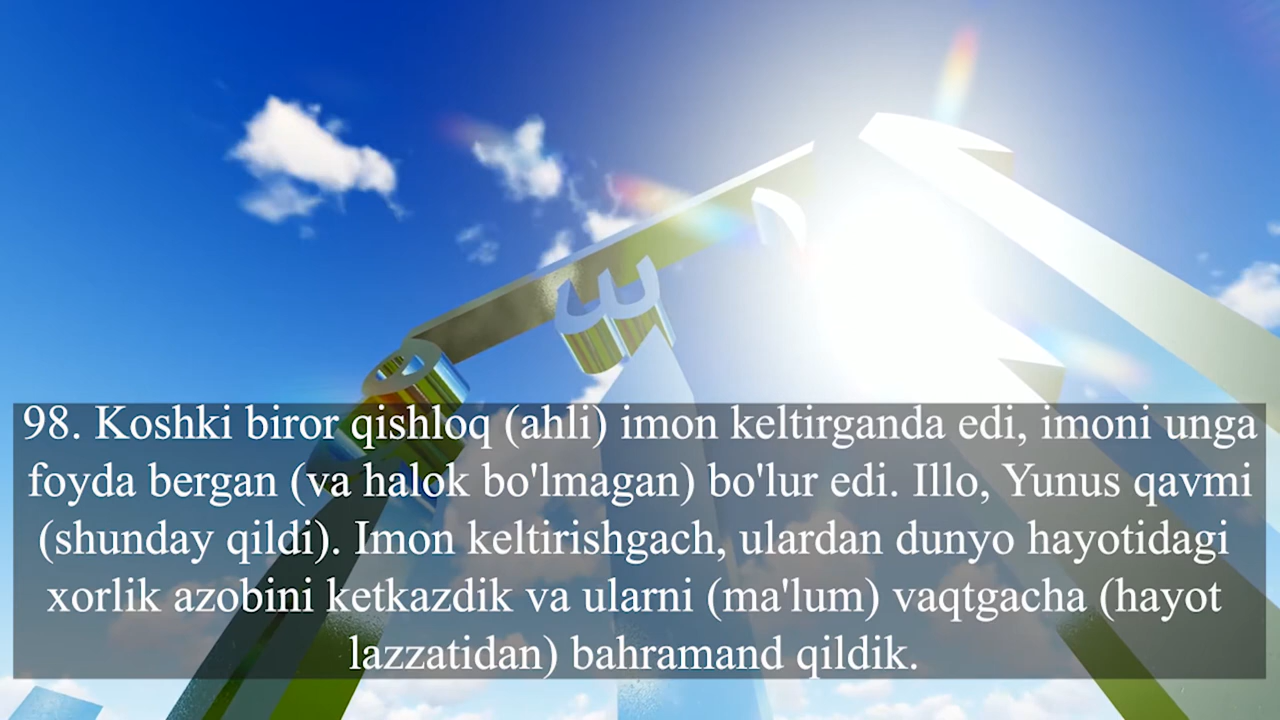 98. Koshki biror qishloq (ahli) imon keltirganda edi, imoni unga
foyda bergan (va halok bo'lmagan) bo'lur edi. Illo, Yunus qavmi
(shunday qildi). Imon keltirishgach, ulardan dunyo hayotidagi
xorlik azobini ketkazdik va ularni (ma'lum) vaqtgacha (hayot
lazzatidan) bahramand qildik.